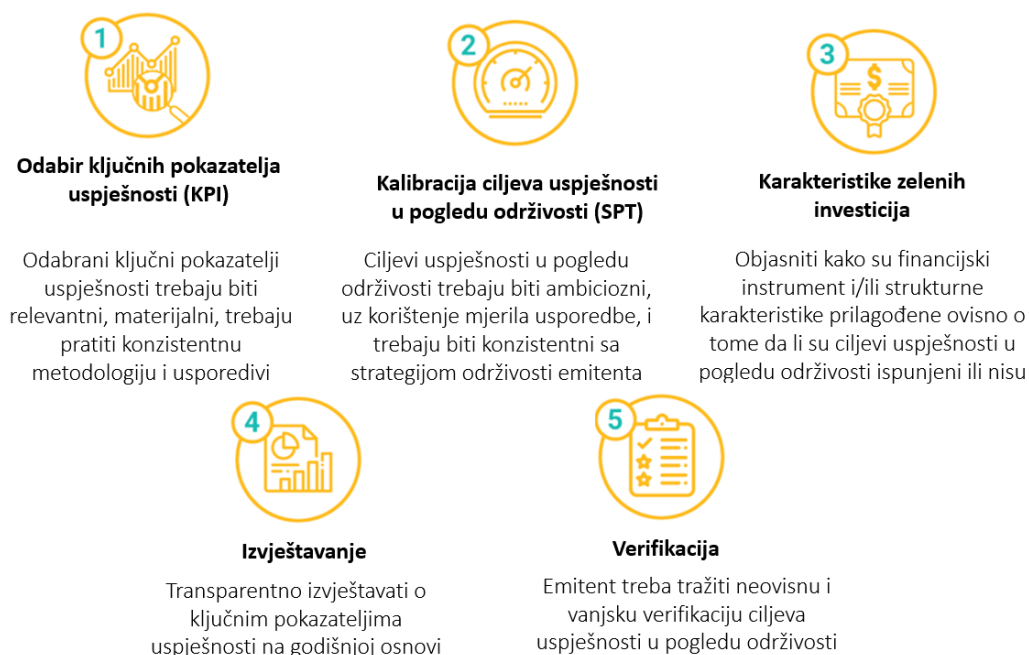 1
Odabir ključnih pokazatelja
uspješnosti (KPI)
Odabrani ključni pokazatelji
uspješnosti trebaju biti
relevantni, materijalni, trebaju
pratiti konzistentnu
metodologiju i usporedivi
2
Kalibracija ciljeva uspješnosti
u pogledu održivosti (SPT)
Ciljevi uspješnosti u pogledu
održivosti trebaju biti ambiciozni,
uz korištenje mjerila usporedbe, i
trebaju biti konzistentni sa
strategijom održivosti emitenta
3
$
Karakteristike zelenih
investicija
Objasniti kako su financijski
instrument i/ili strukturne
karakteristike prilagođene ovisno o
tome da li su ciljevi uspješnosti u
pogledu održivosti ispunjeni ili nisu
4
Izvještavanje
Transparentno izvještavati o
ključnim pokazateljima
uspješnosti na godišnjoj osnovi
5
Verifikacija
Emitent treba tražiti neovisnu i
vanjsku verifikaciju ciljeva
uspješnosti u pogledu održivosti